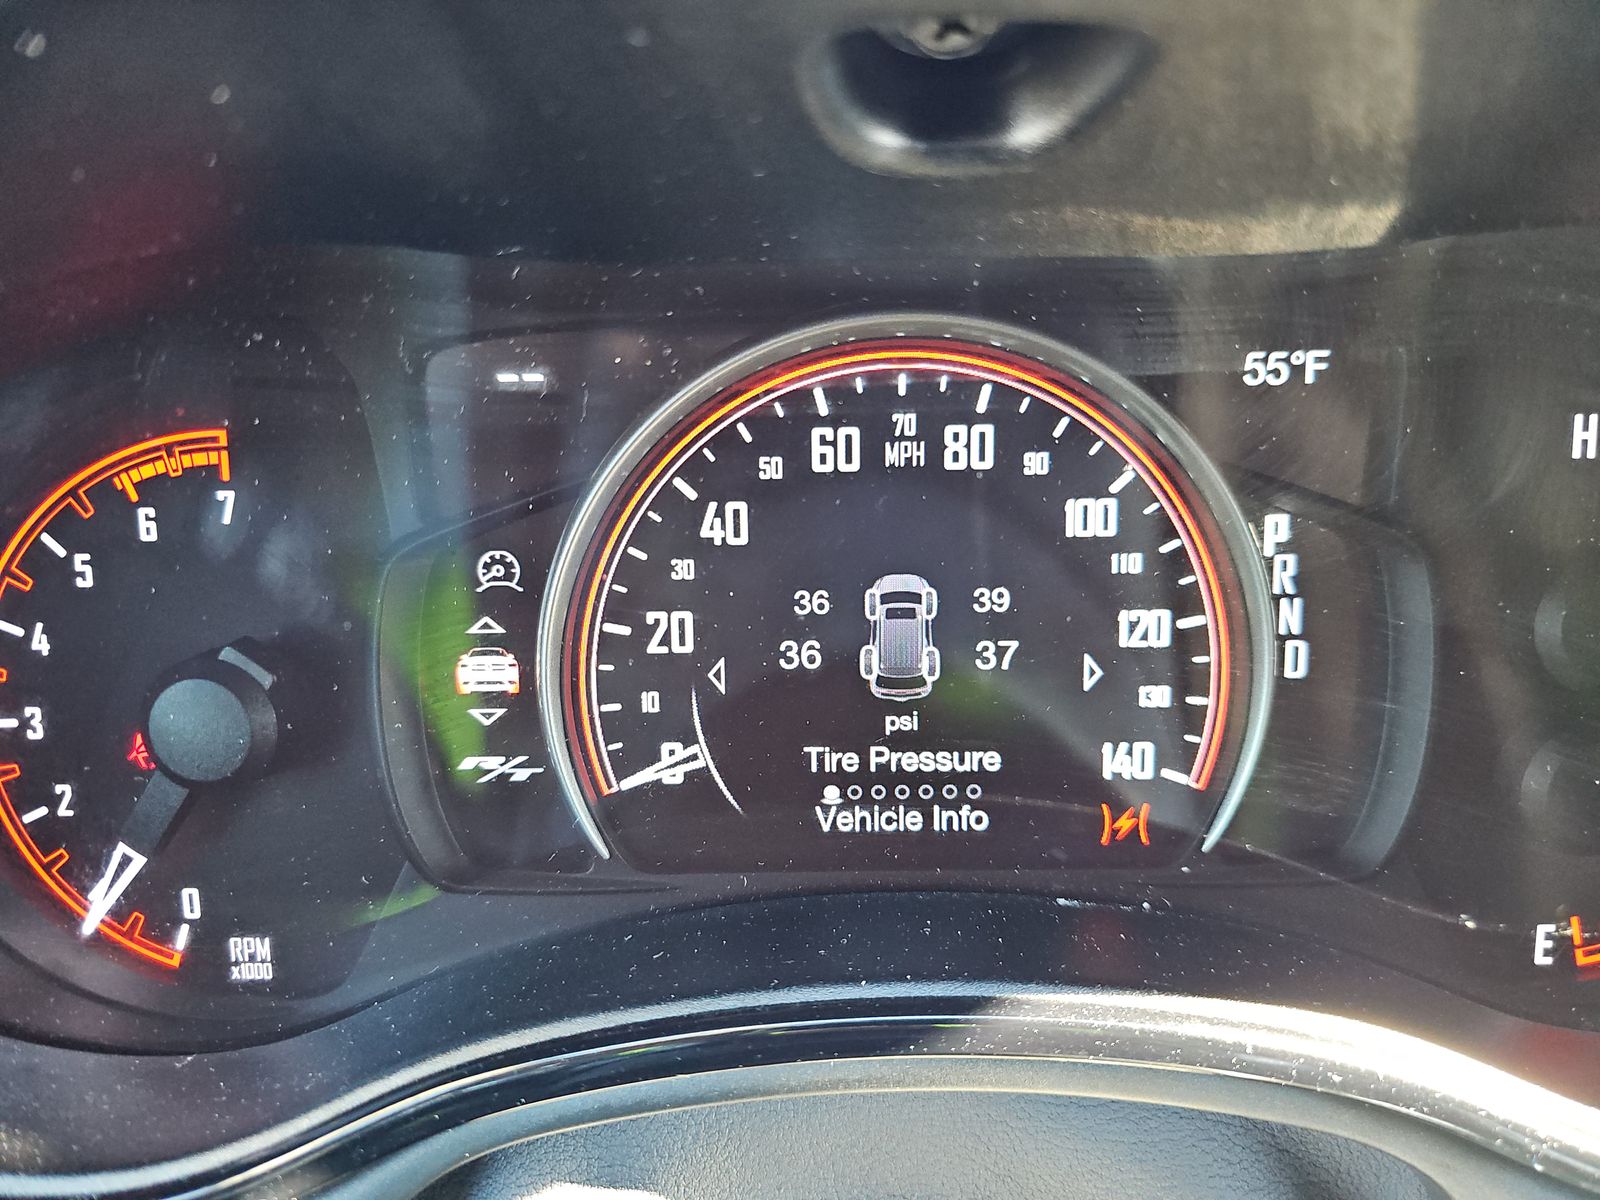 --
55°F
7
6
5
4
3
2
0
RPM
x1000
0
10
20
30
40
50
60
70
MPH
80
90
100
110
120
130
140
36
39
36
37
psi
Tire Pressure
Vehicle Info
R/T
P
R
N
D
H
E